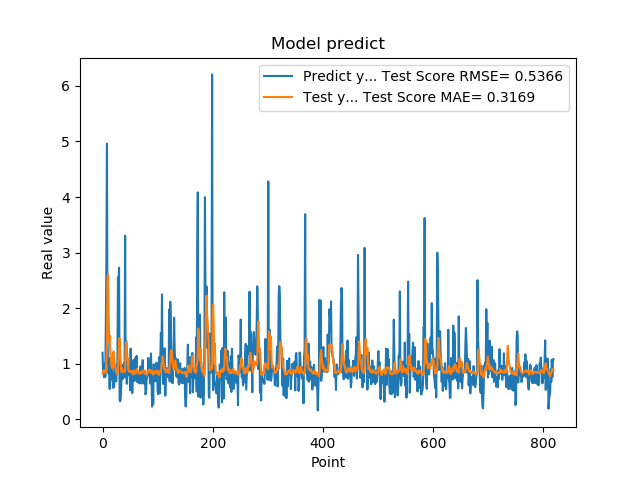 Model predict
Predict y... Test Score RMSE= 0.5366
Test y... Test Score MAE= 0.3169
Real value
6
5
4
3
2
1
0
0 200 400 600 800
Point